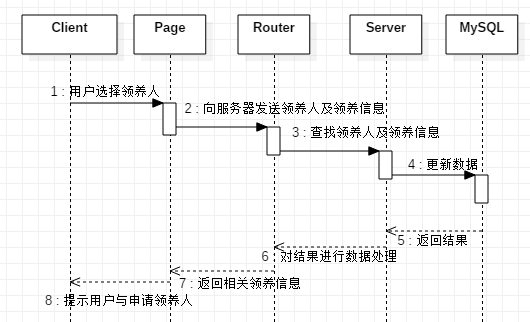 Client Page Router Server MySQL
1 : 用户选择领养人
2 : 向服务器发送领养人及领养信息
3 : 查找领养人及领养信息
4 : 更新数据
5 : 返回结果
6 对结果进行数据处理
7 : 返回相关领养信息
8 : 提示用户与申请领养人